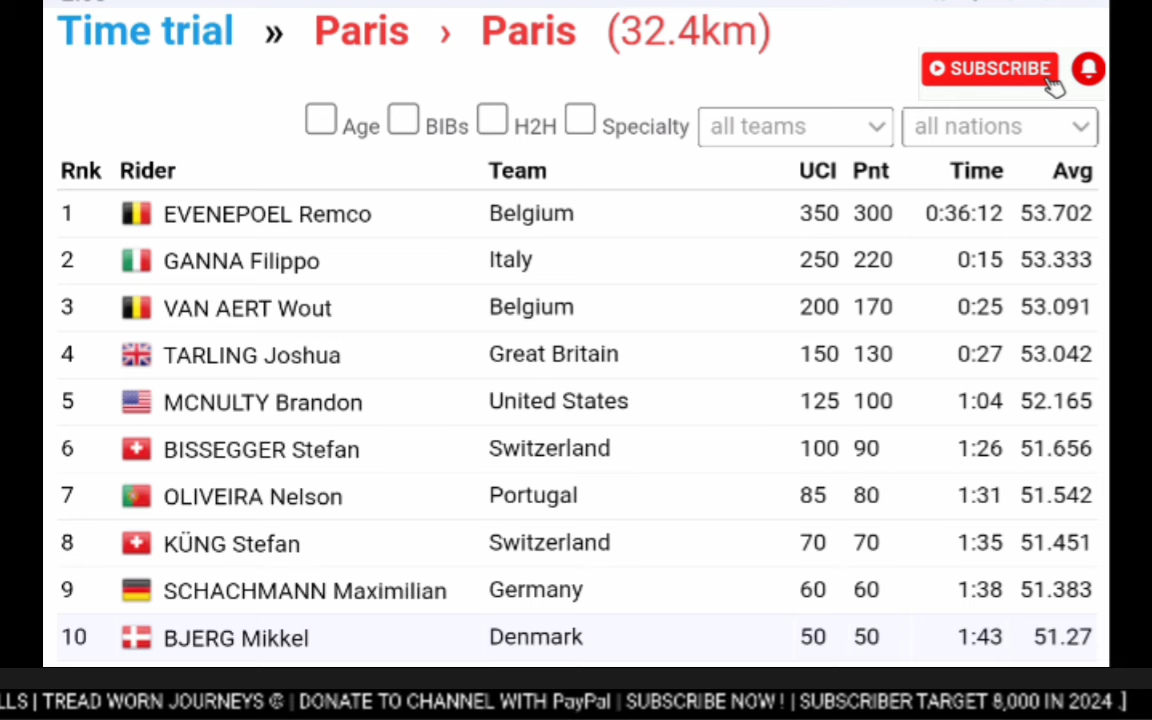 Time trial » Paris › Paris (32.4km)
SUBSCRIBE
Age BIBs H2H Specialty all teams all nations
Rnk Rider Team UCI Pnt Time Avg
1 EVENEPOEL Remco Belgium 350 300 0:36:12 53.702
2 GANNA Filippo Italy 250 220 0:15 53.333
3 VAN AERT Wout Belgium 200 170 0:25 53.091
4 TARLING Joshua Great Britain 150 130 0:27 53.042
5 MCNULTY Brandon United States 125 100 1:04 52.165
6 BISSEGGER Stefan Switzerland 100 90 1:26 51.656
7 OLIVEIRA Nelson Portugal 85 80 1:31 51.542
8 KÜNG Stefan Switzerland 70 70 1:35 51.451
9 SCHACHMANN Maximilian Germany 60 60 1:38 51.383
10 BJERG Mikkel Denmark 50 50 1:43 51.27
LLS | TREAD WORN JOURNEYS © | DONATE TO CHANNEL WITH PayPal | SUBSCRIBE NOW ! | SUBSCRIBER TARGET 8,000 IN 2024 .]